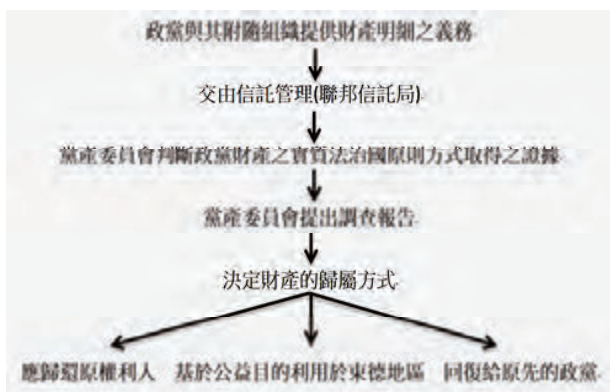 政黨與其附隨組織提供財產明細之義務
交由信託管理(聯邦信託局)
黨產委員會判斷政黨財產之實質法治國原則方式取得之證據
黨產委員會提出調查報告
決定財產的歸屬方式
應歸還原權利人 基於公益目的利用於東德地區 回復給原先的政黨